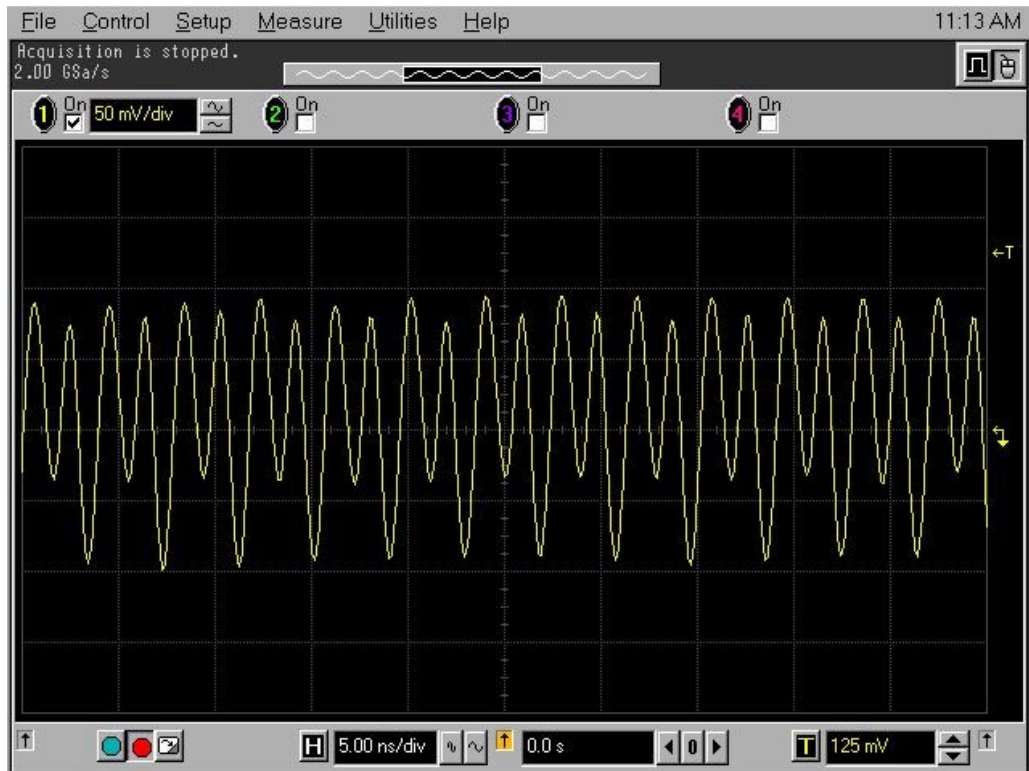 File Control Setup Measure Utilities Help 11:13 AM
Acquisition is stopped.
2.00 GSa/s
1 On 50 mV/div 2 On 3 On 4 On
T
H 5.00 ns/div 0.0 s 0 T 125 mV